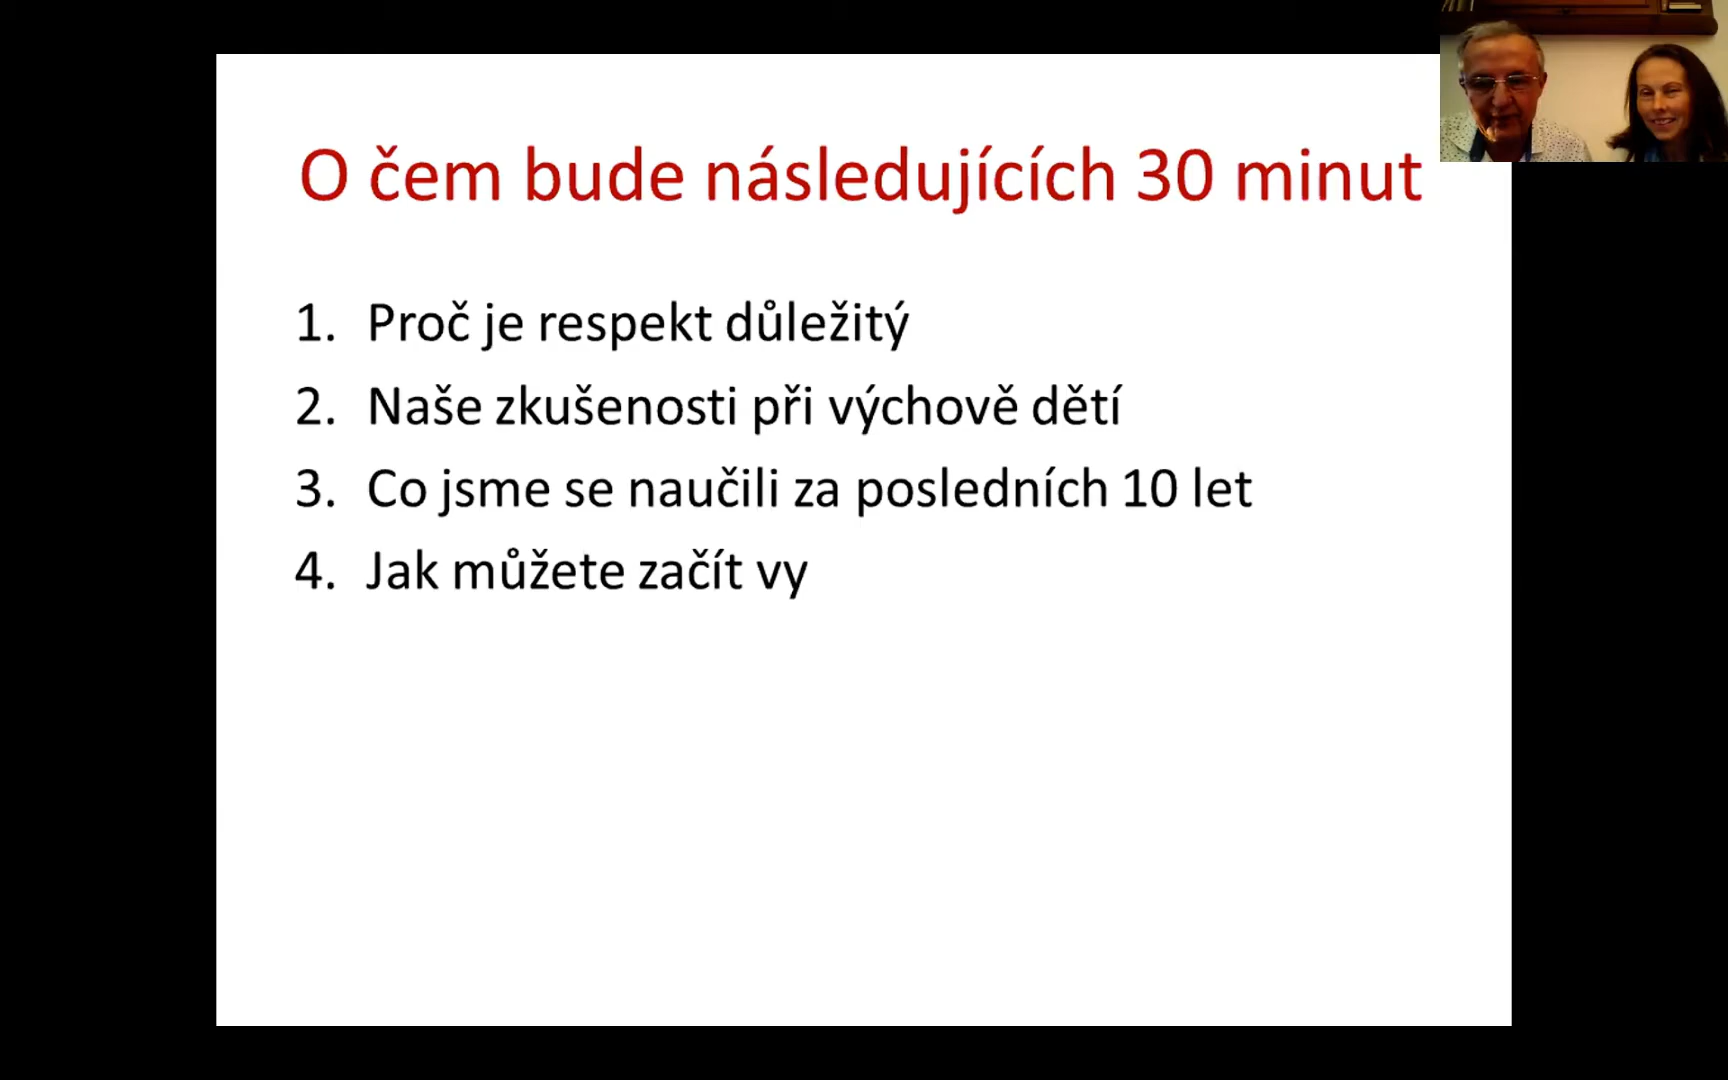 O čem bude následujících 30 minut
1. Proč je respekt důležitý
2. Naše zkušenosti při výchově dětí
3. Co jsme se naučili za posledních 10 let
4. Jak můžete začít vy